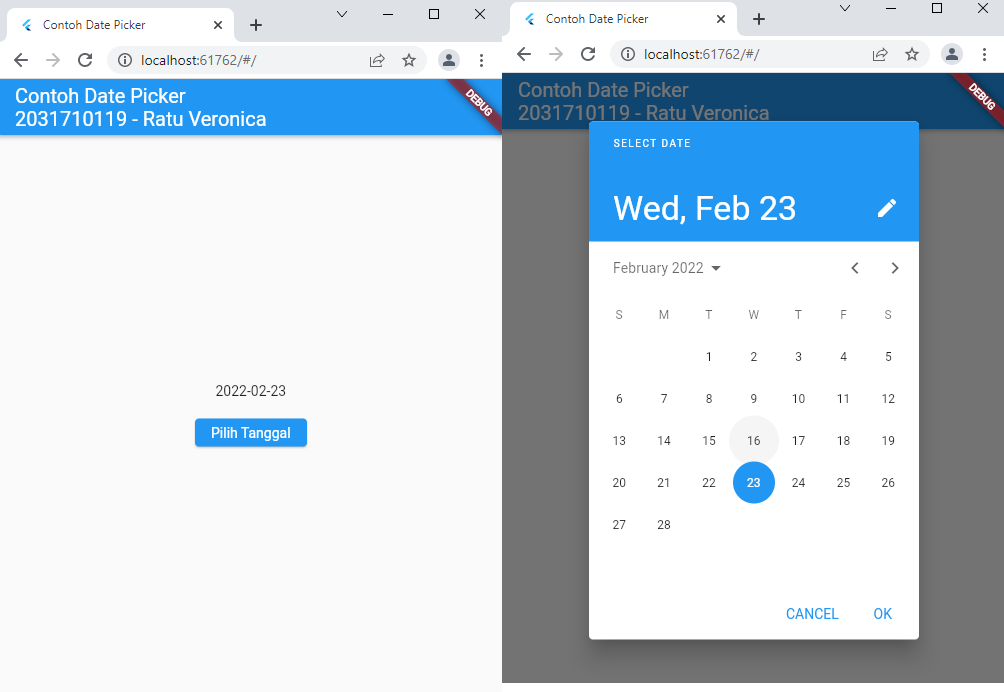 Contoh Date Picker
localhost:61762/#/
Contoh Date Picker
2031710119 - Ratu Veronica
DEBUG
2022-02-23
Pilih Tanggal
Contoh Date Picker
localhost:61762/#/
Contoh Date Picker
2031710119 - Ratu Veronica
DEBUG
SELECT DATE
Wed, Feb 23
February 2022
S M T W T F S
1 2 3 4 5
6 7 8 9 10 11 12
13 14 15 16 17 18 19
20 21 22 23 24 25 26
27 28
CANCEL OK